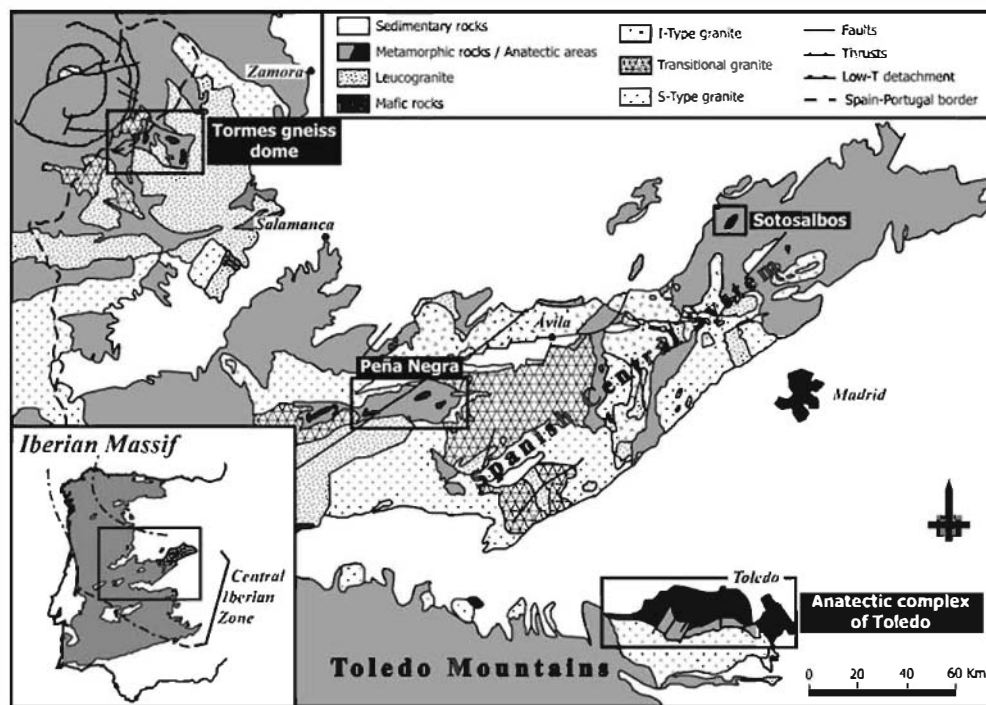 Sedimentary rocks
Metamorphic rocks / Anatectic areas
Leucogranite
Mafic rocks
I-Type granite
Transitional granite
S-Type granite
Faults
Thrusts
Low-T detachment
Spain-Portugal border
Zamora
Tormes gneiss
dome
Salamanca
Sotosalbos
Ávila
Peña Negra
Spanish Central System
Madrid
Iberian Massif
Central
Iberian
Zone
Toledo
Anatectic complex
of Toledo
Toledo Mountains
0 20 40 60 Km